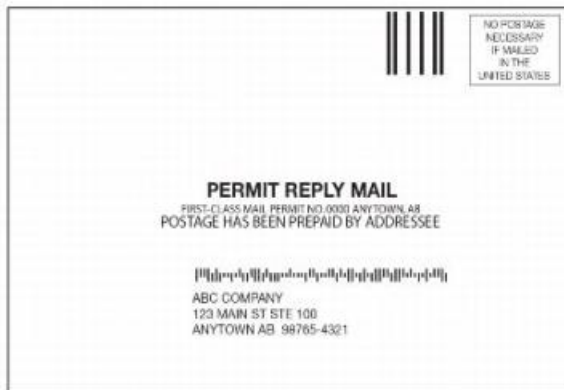 NO POSTAGE
NECESSARY
IF MAILED
IN THE
UNITED STATES
PERMIT REPLY MAIL
FIRST-CLASS MAIL PERMIT NO.0000 ANYTOWN, AB
POSTAGE HAS BEEN PREPAID BY ADDRESSEE
ABC COMPANY
123 MAIN ST STE 100
ANYTOWN AB 98765-4321